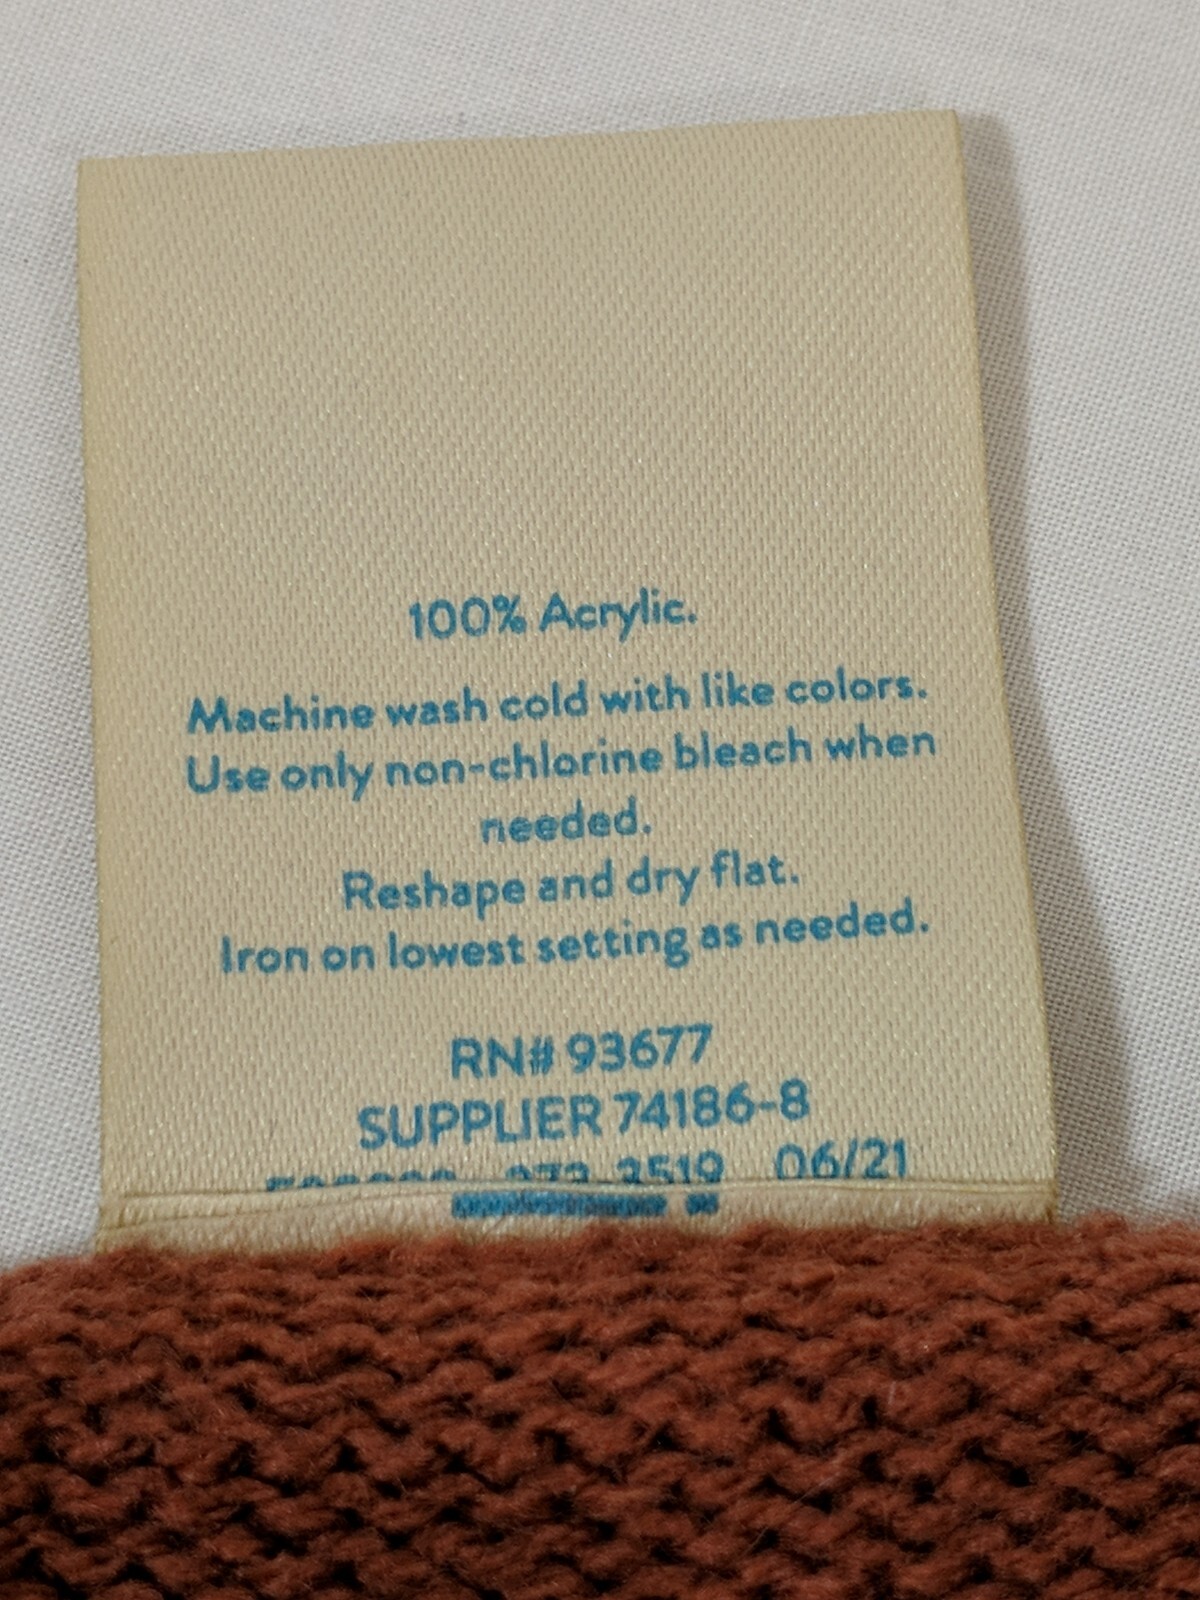 100% Acrylic.
Machine wash cold with like colors.
Use only non-chlorine bleach when
needed.
Reshape and dry flat.
Iron on lowest setting as needed.
RN# 93677
SUPPLIER 74186-8
06/21